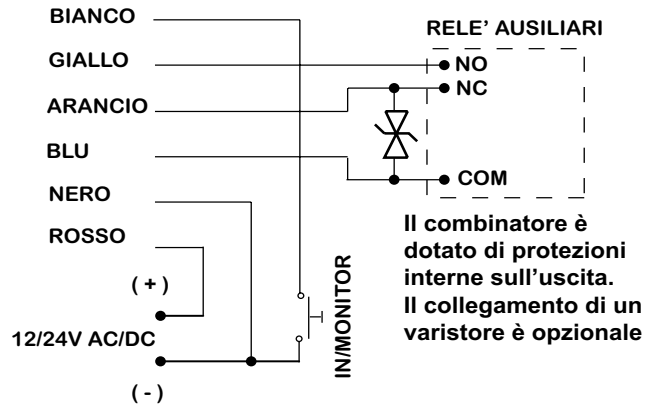 BIANCO
RELE' AUSILIARI
GIALLO
NO
NC
ARANCIO
BLU
COM
NERO
ROSSO
Il combinatore è
dotato di protezioni
interne sull'uscita.
Il collegamento di un
varistore è opzionale
( + )
IN/MONITOR
12/24V AC/DC
( - )